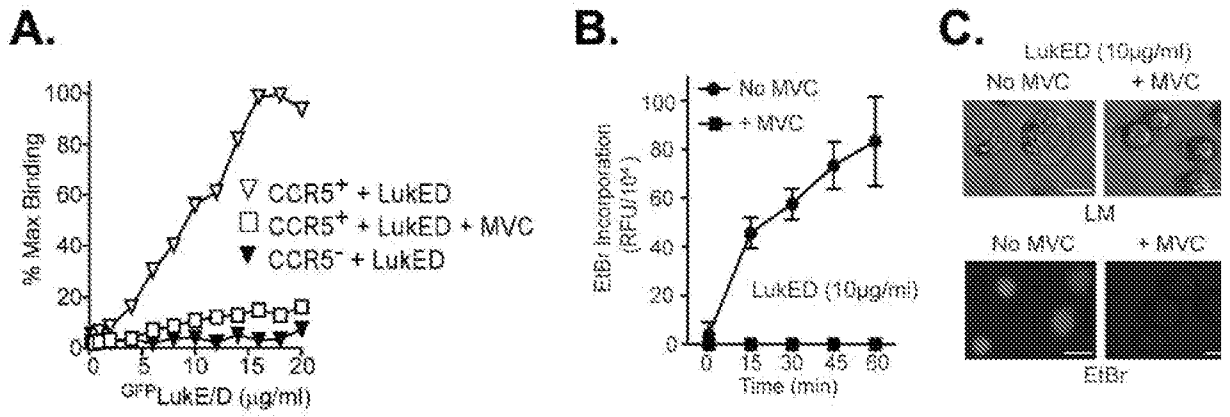 A.
100
80
60
40
20
0
% Max Binding
0 5 10 15 20
GFPLukE/D (µg/ml)
CCR5+ + LukED
CCR5+ + LukED + MVC
CCR5- + LukED
B.
100
80
60
40
20
0
EtBr Incorporation
(RFU/10⁴)
No MVC
+ MVC
LukED (10µg/ml)
0 15 30 45 60
Time (min)
C.
LukED (10µg/ml)
No MVC + MVC
LM
No MVC + MVC
EtBr